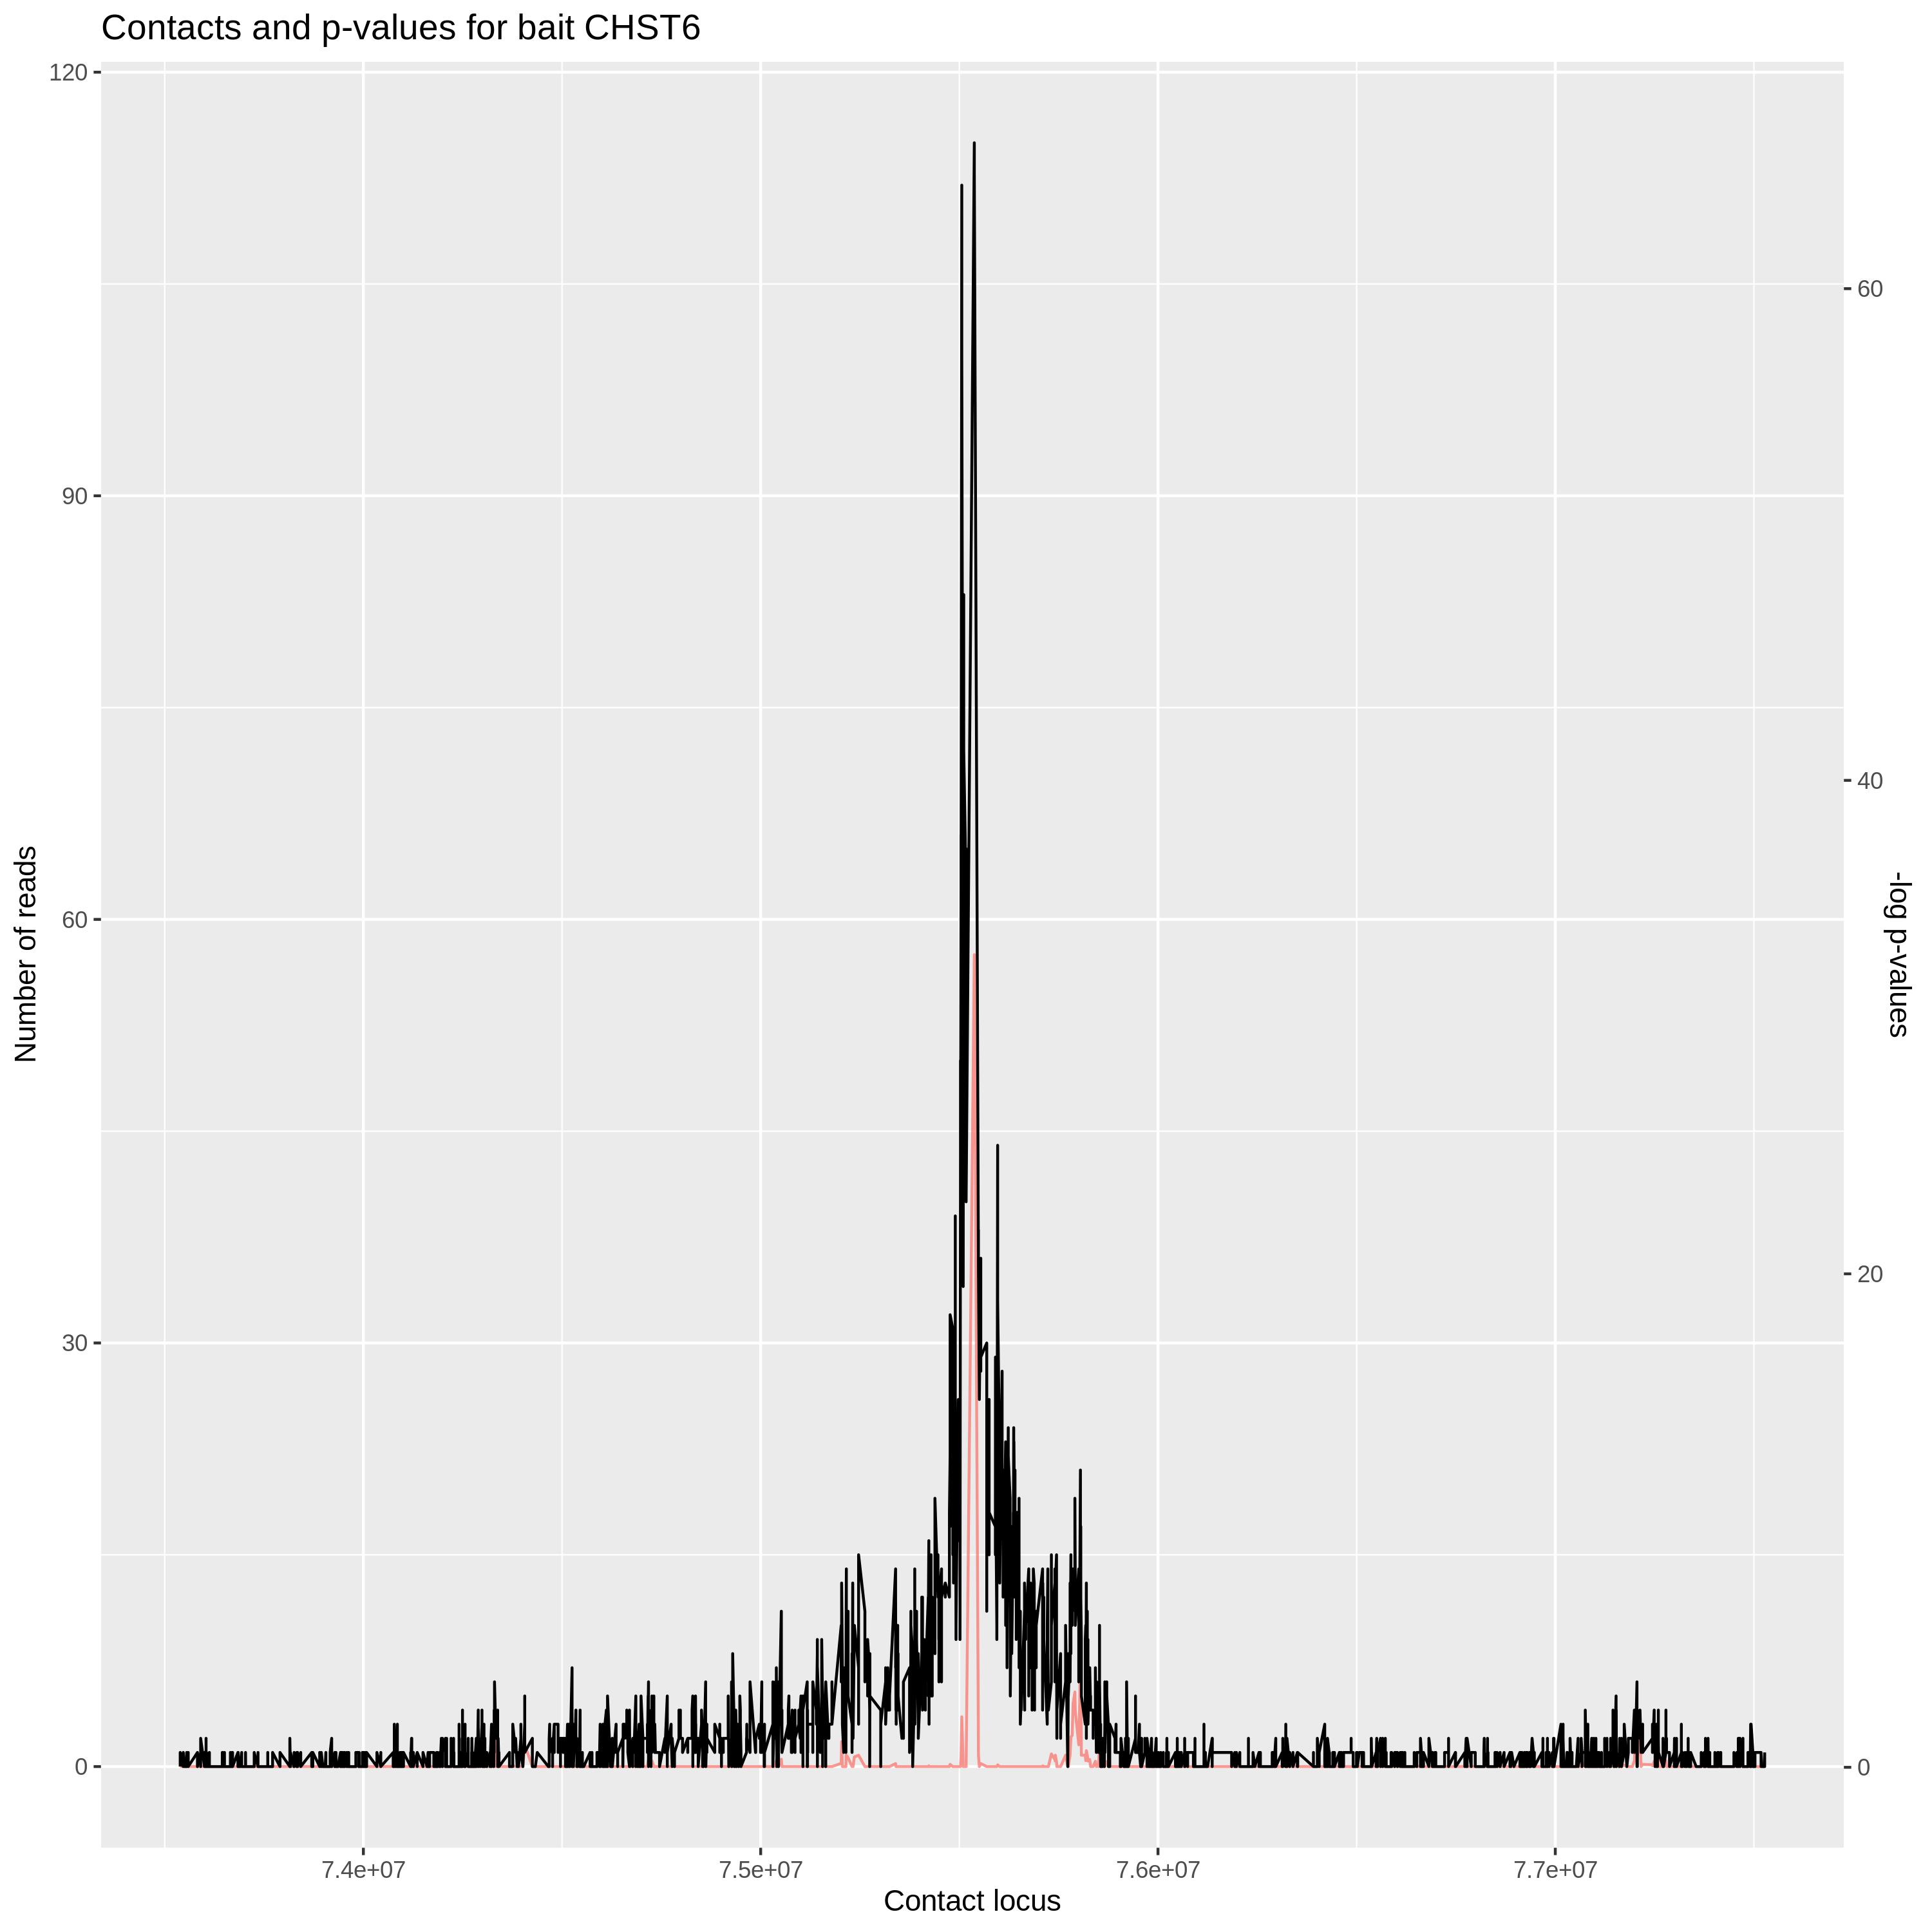 Contacts and p-values for bait CHST6
120
90
60
30
0
Number of reads
60
40
20
0
-log p-values
7.4e+07
7.5e+07
7.6e+07
7.7e+07
Contact locus